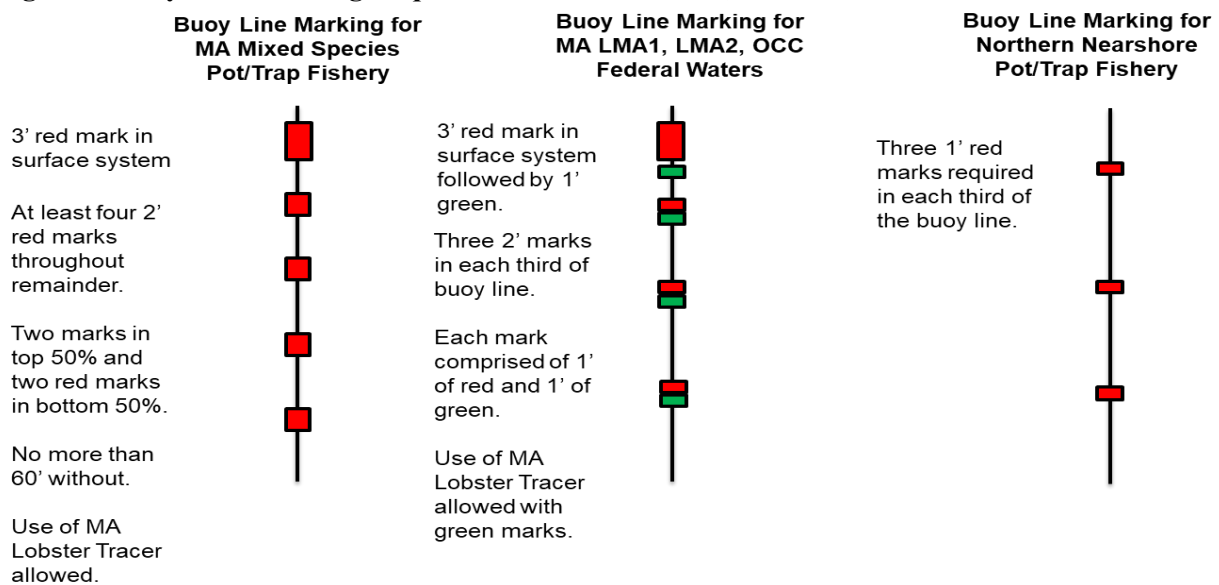 Buoy Line Marking for
MA Mixed Species
Pot/Trap Fishery
3' red mark in
surface system
At least four 2'
red marks
throughout
remainder.
Two marks in
top 50% and
two red marks
in bottom 50%.
No more than
60' without.
Use of MA
Lobster Tracer
allowed.
Buoy Line Marking for
MA LMA1, LMA2, OCC
Federal Waters
3' red mark in
surface system
followed by 1'
green.
Three 2' marks
in each third of
buoy line.
Each mark
comprised of 1'
of red and 1' of
green.
Use of MA
Lobster Tracer
allowed with
green marks.
Buoy Line Marking for
Northern Nearshore
Pot/Trap Fishery
Three 1' red
marks required
in each third of
the buoy line.